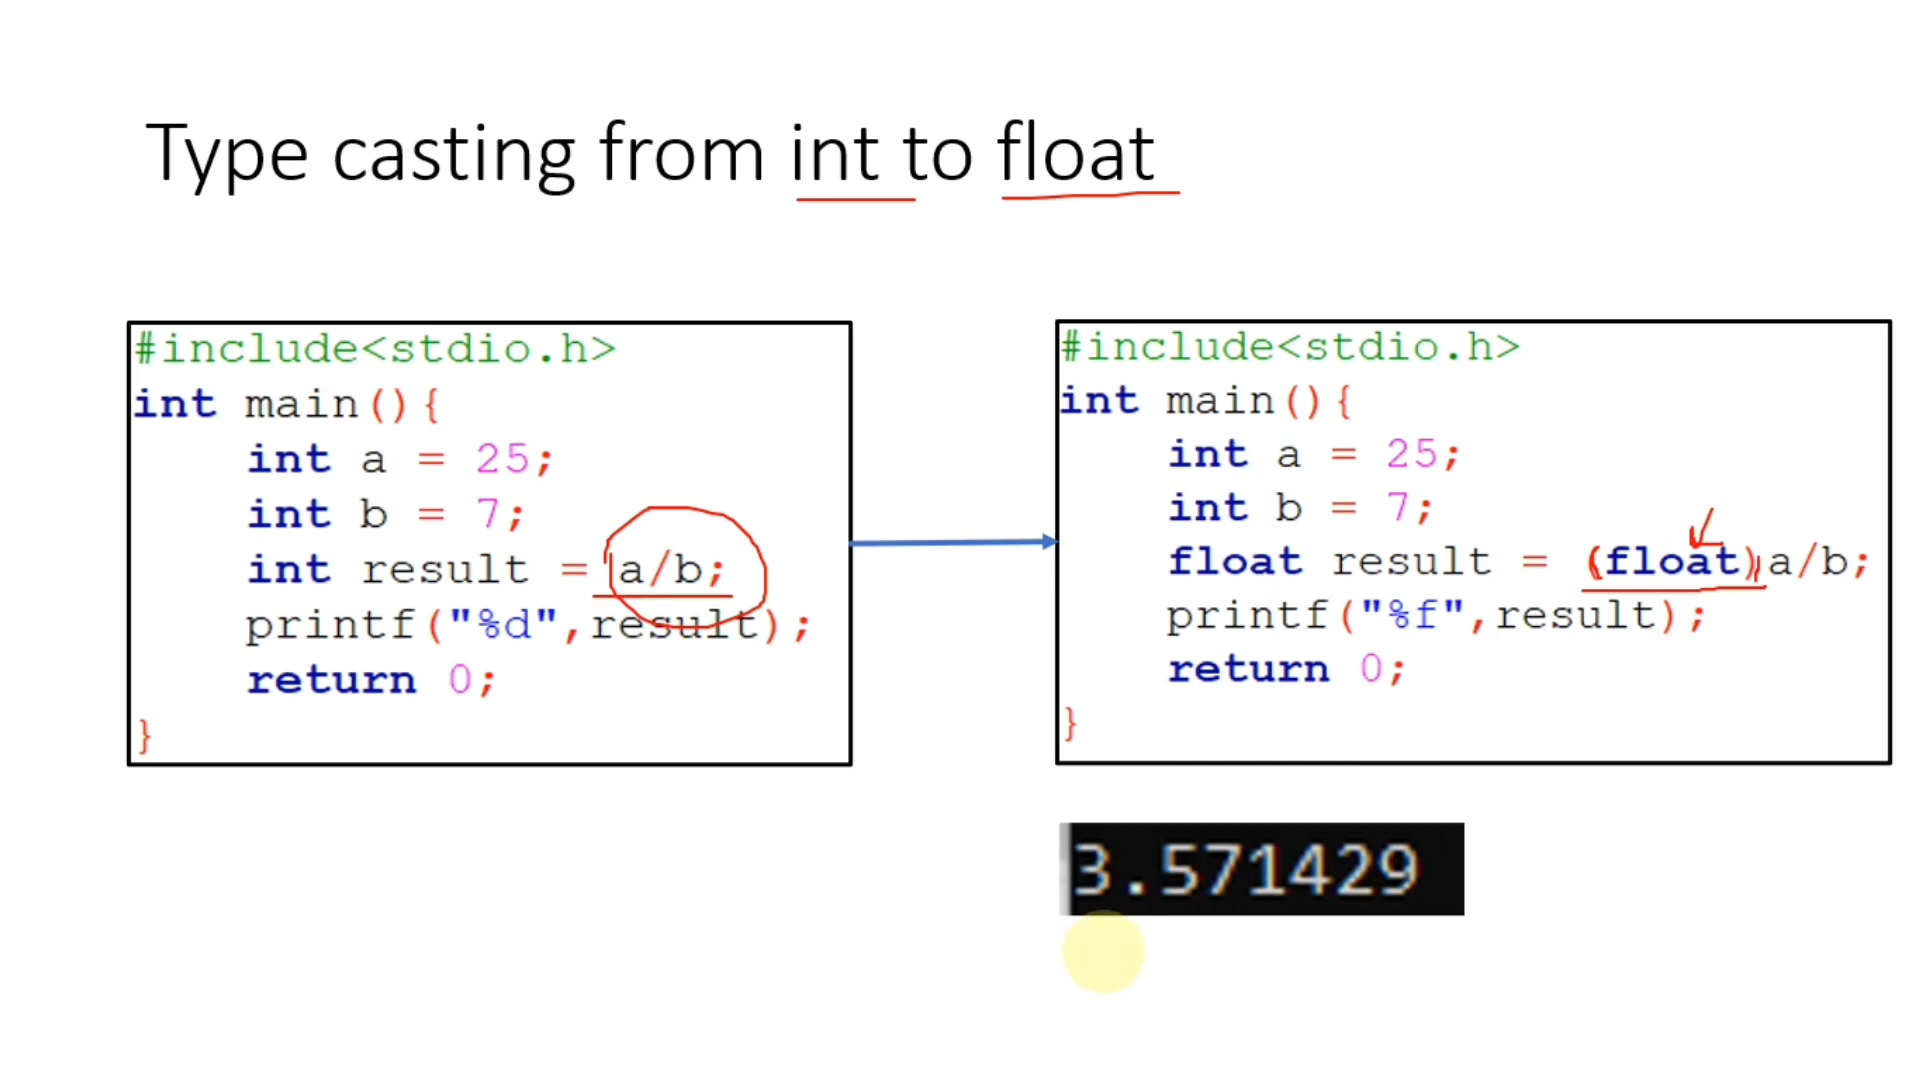 Type casting from int to float
#include<stdio.h>
int main(){
    int a = 25;
    int b = 7;
    int result = a/b;
    printf("%d",result);
    return 0;
}
#include<stdio.h>
int main(){
    int a = 25;
    int b = 7;
    float result = (float)a/b;
    printf("%f",result);
    return 0;
}
3.571429